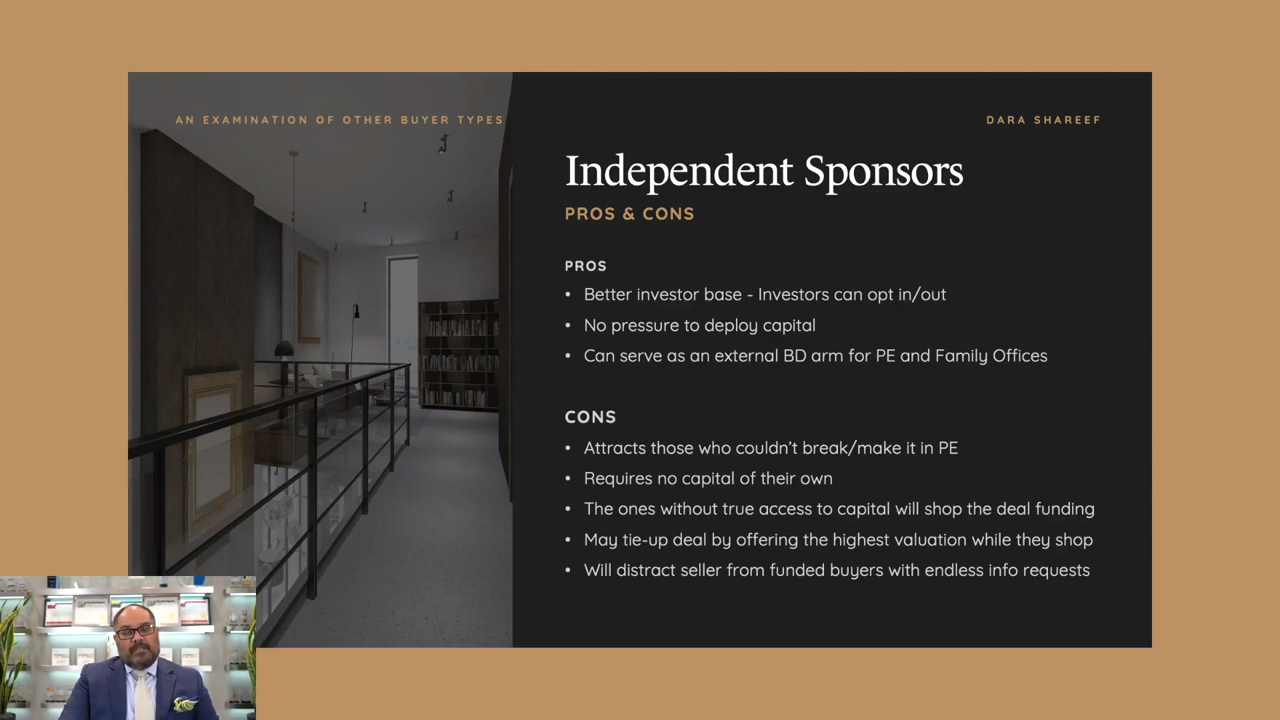 AN EXAMINATION OF OTHER BUYER TYPES
DARA SHAREEF
Independent Sponsors
PROS & CONS
PROS
• Better investor base - Investors can opt in/out
• No pressure to deploy capital
• Can serve as an external BD arm for PE and Family Offices
CONS
• Attracts those who couldn’t break/make it in PE
• Requires no capital of their own
• The ones without true access to capital will shop the deal funding
• May tie-up deal by offering the highest valuation while they shop
• Will distract seller from funded buyers with endless info requests